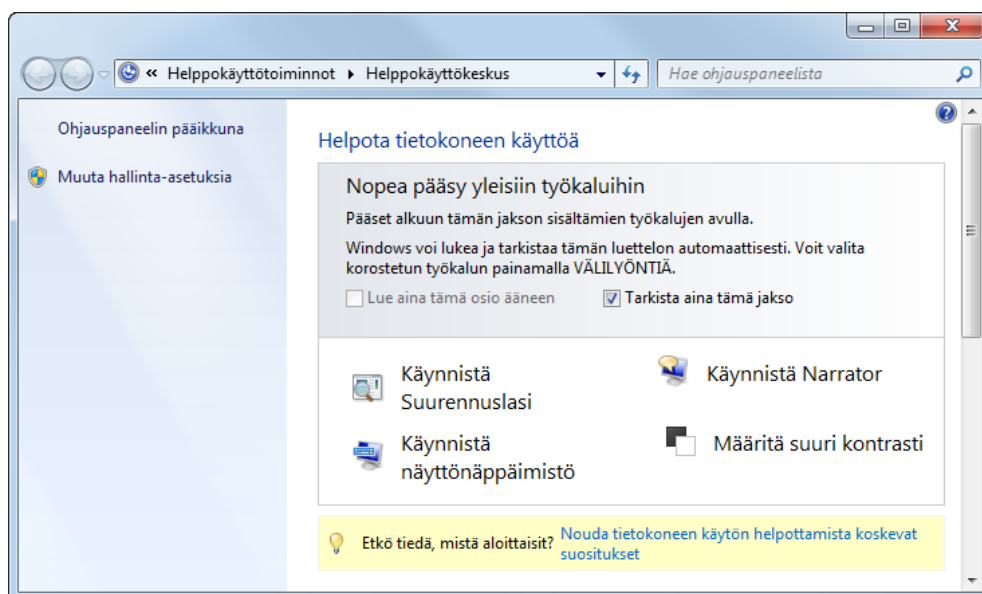 « Helppokäyttötoiminnot Helppokäyttökeskus
Hae ohjauspaneelista
Ohjauspaneelin pääikkuna
Muuta hallinta-asetuksia
Helpota tietokoneen käyttöä
Nopea pääsy yleisiin työkaluihin
Pääset alkuun tämän jakson sisältämien työkalujen avulla.
Windows voi lukea ja tarkistaa tämän luettelon automaattisesti. Voit valita
korostetun työkalun painamalla VÄLILYÖNTIÄ.
Lue aina tämä osio ääneen
Tarkista aina tämä jakso
Käynnistä
Suurennuslasi
Käynnistä Narrator
Käynnistä
näyttönäppäimistö
Määritä suuri kontrasti
Etkö tiedä, mistä aloittaisit? Nouda tietokoneen käytön helpottamista koskevat
suositukset